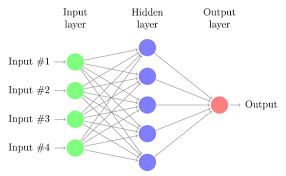 Input Hidden Output
layer layer layer
Input #1
Input #2
Input #3
Input #4
Output